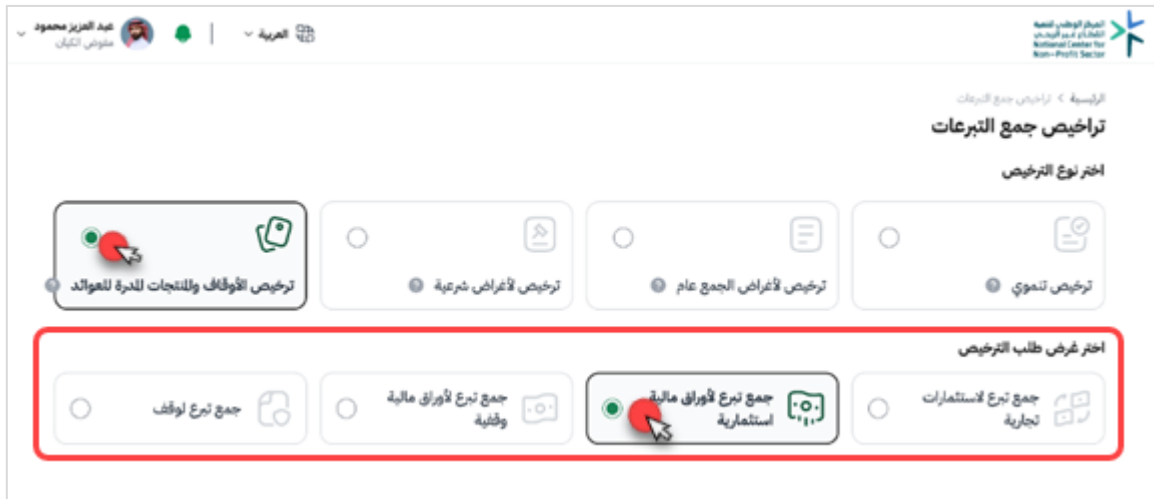 المركز الوطني لتنمية
القطاع غير الربحي
National Center for
Non-Profit Sector
العربية
عبد العزيز محمود
مفوض الكيان
الرئيسية > تراخيص جمع التبرعات
تراخيص جمع التبرعات
اختر نوع الترخيص
ترخيص تنموي
ترخيص لأغراض الجمع عام
ترخيص لأغراض شرعية
ترخيص الأوقاف والمنتجات المدرة للعوائد
اختر غرض طلب الترخيص
جمع تبرع لاستثمارات
تجارية
جمع تبرع لأوراق مالية
استثمارية
جمع تبرع لأوراق مالية
وقفية
جمع تبرع لوقف